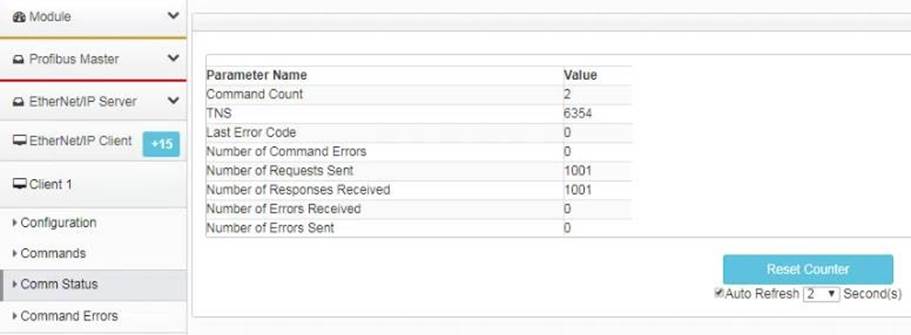 Module
Profibus Master
EtherNet/IP Server
EtherNet/IP Client +15
Client 1
Configuration
Commands
Comm Status
Command Errors
Parameter Name Value
Command Count 2
TNS 6354
Last Error Code 0
Number of Command Errors 0
Number of Requests Sent 1001
Number of Responses Received 1001
Number of Errors Received 0
Number of Errors Sent 0
Reset Counter
Auto Refresh 2 Second(s)